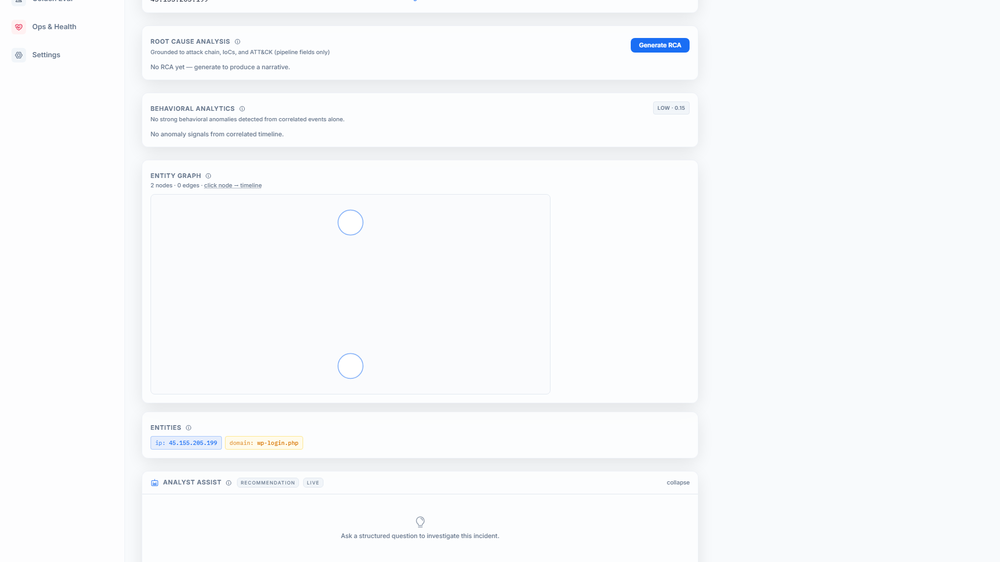 45.155.205.199
Ops & Health
Settings
ROOT CAUSE ANALYSIS
Grounded to attack chain, IoCs, and ATT&CK (pipeline fields only)
Generate RCA
No RCA yet — generate to produce a narrative.
BEHAVIORAL ANALYTICS
LOW · 0.15
No strong behavioral anomalies detected from correlated events alone.
No anomaly signals from correlated timeline.
ENTITY GRAPH
2 nodes · 0 edges · click node → timeline
ENTITIES
ip: 45.155.205.199 domain: wp-login.php
ANALYST ASSIST RECOMMENDATION LIVE collapse
Ask a structured question to investigate this incident.